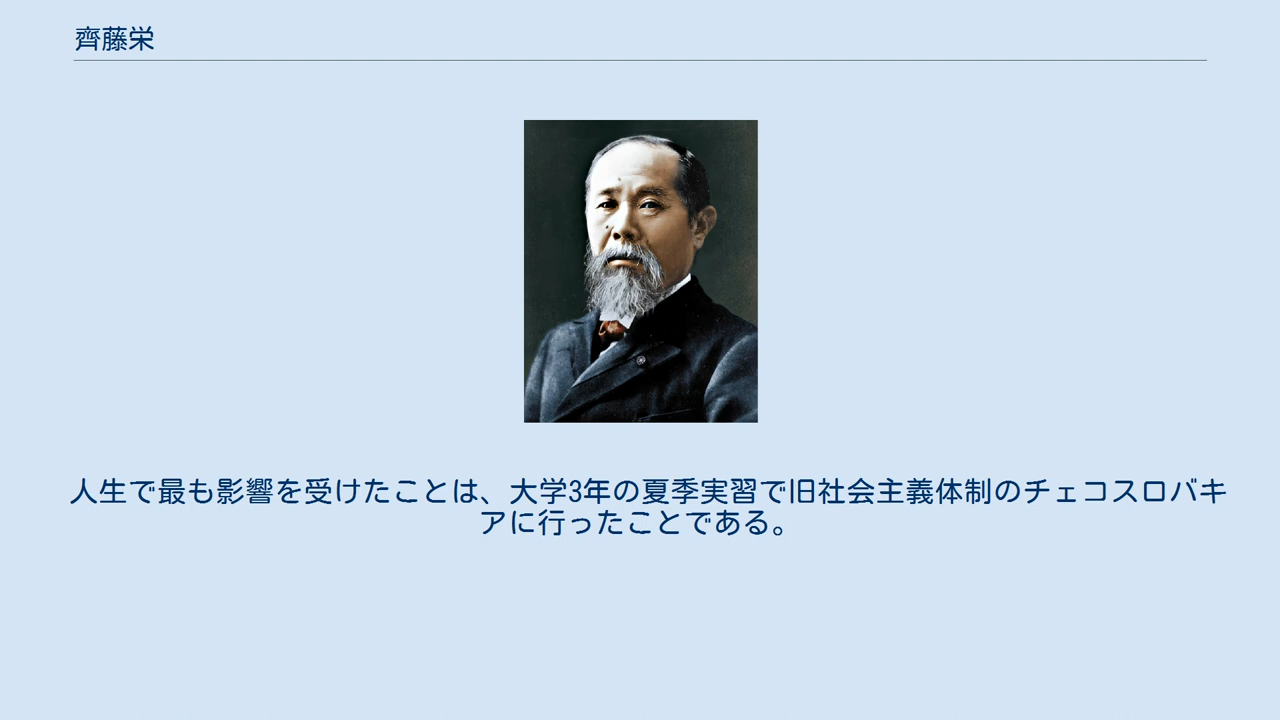 齊藤栄
人生で最も影響を受けたことは、大学3年の夏季実習で旧社会主義体制のチェコスロバキ
アに行ったことである。